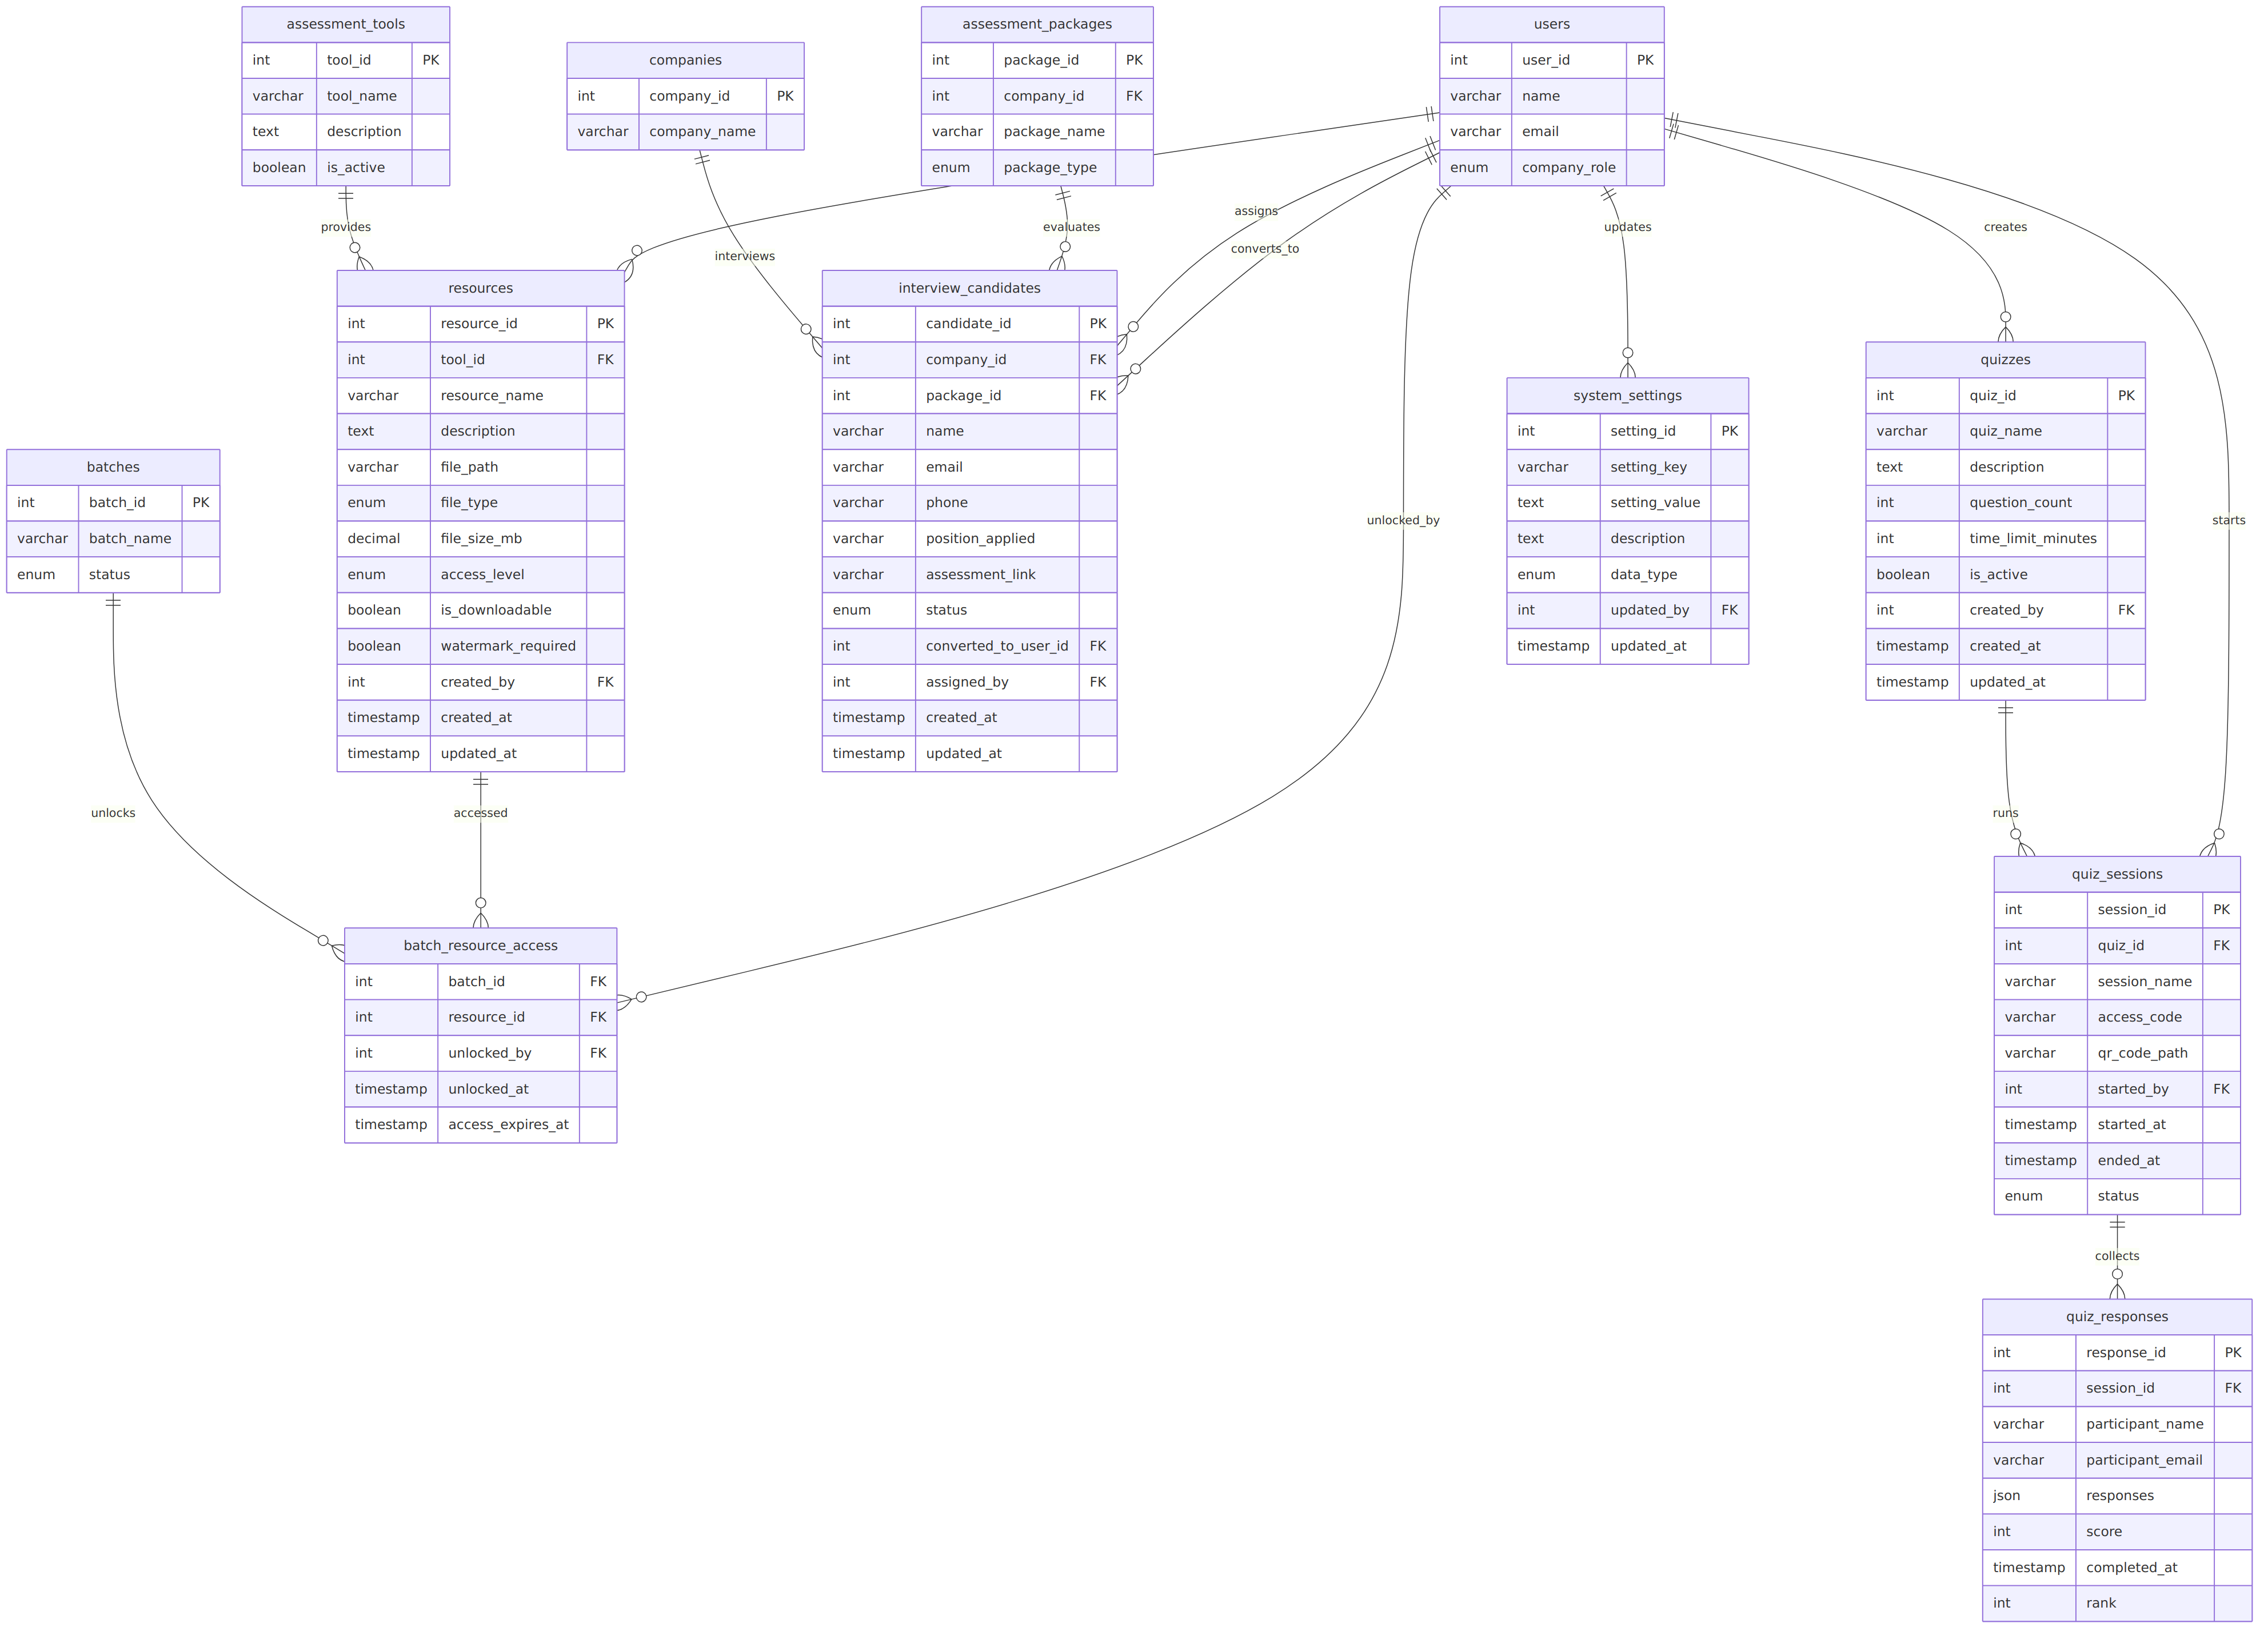 assessment_tools
int tool_id PK
varchar tool_name
text description
boolean is_active
companies
int company_id PK
varchar company_name
assessment_packages
int package_id PK
int company_id FK
varchar package_name
enum package_type
users
int user_id PK
varchar name
varchar email
enum company_role
provides
interviews
evaluates
assigns
converts_to
updates
creates
unlocked_by
starts
resources
int resource_id PK
int tool_id FK
varchar resource_name
text description
varchar file_path
enum file_type
decimal file_size_mb
enum access_level
boolean is_downloadable
boolean watermark_required
int created_by FK
timestamp created_at
timestamp updated_at
interview_candidates
int candidate_id PK
int company_id FK
int package_id FK
varchar name
varchar email
varchar phone
varchar position_applied
varchar assessment_link
enum status
int converted_to_user_id FK
int assigned_by FK
timestamp created_at
timestamp updated_at
system_settings
int setting_id PK
varchar setting_key
text setting_value
text description
enum data_type
int updated_by FK
timestamp updated_at
quizzes
int quiz_id PK
varchar quiz_name
text description
int question_count
int time_limit_minutes
boolean is_active
int created_by FK
timestamp created_at
timestamp updated_at
batches
int batch_id PK
varchar batch_name
enum status
unlocks
accessed
runs
batch_resource_access
int batch_id FK
int resource_id FK
int unlocked_by FK
timestamp unlocked_at
timestamp access_expires_at
quiz_sessions
int session_id PK
int quiz_id FK
varchar session_name
varchar access_code
varchar qr_code_path
int started_by FK
timestamp started_at
timestamp ended_at
enum status
collects
quiz_responses
int response_id PK
int session_id FK
varchar participant_name
varchar participant_email
json responses
int score
timestamp completed_at
int rank